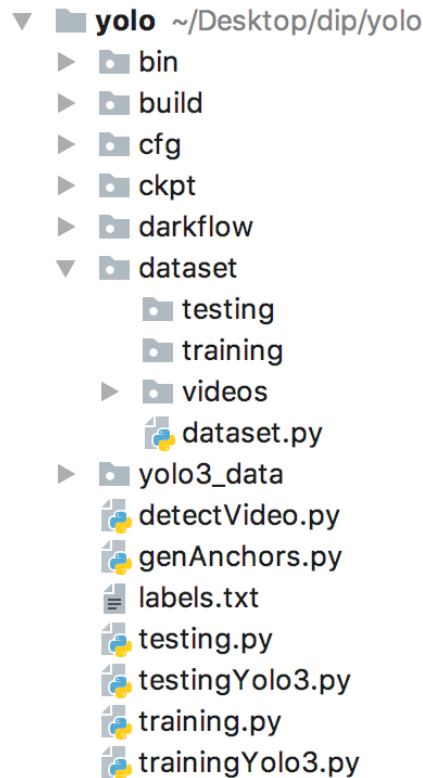 yolo ~/Desktop/dip/yolo
bin
build
cfg
ckpt
darkflow
dataset
testing
training
videos
dataset.py
yolo3_data
detectVideo.py
genAnchors.py
labels.txt
testing.py
testingYolo3.py
training.py
trainingYolo3.py